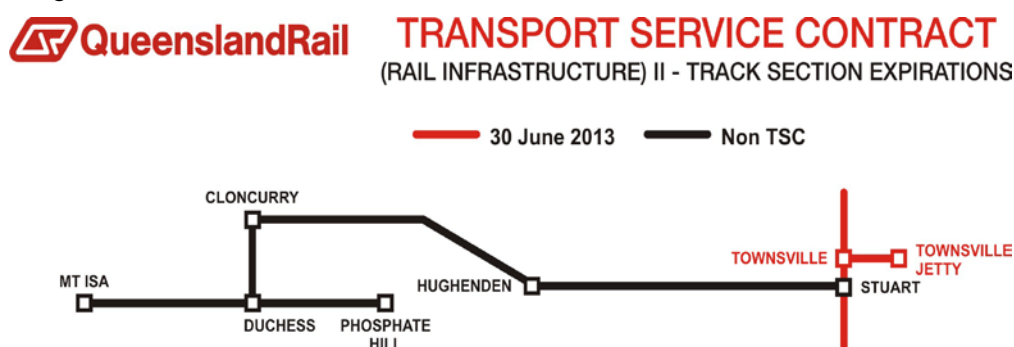 QueenslandRail
TRANSPORT SERVICE CONTRACT
(RAIL INFRASTRUCTURE) II - TRACK SECTION EXPIRATIONS
30 June 2013
Non TSC
CLONCURRY
TOWNSVILLE
TOWNSVILLE
JETTY
MT ISA
HUGHENDEN
STUART
DUCHESS
PHOSPHATE
HILL